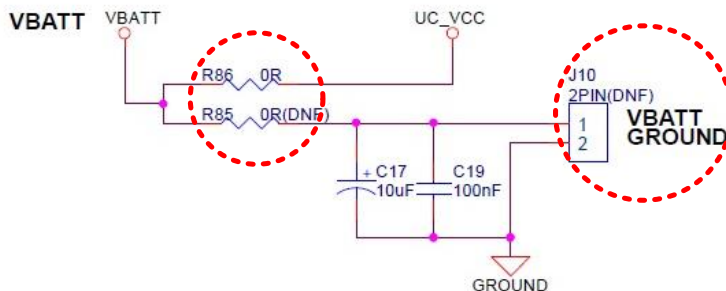 VBATT VBATT UC_VCC
R86 0R
R85 0R(DNF)
J10
2PIN(DNF)
1 VBATT
2 GROUND
+ C17
10uF
C19
100nF
GROUND